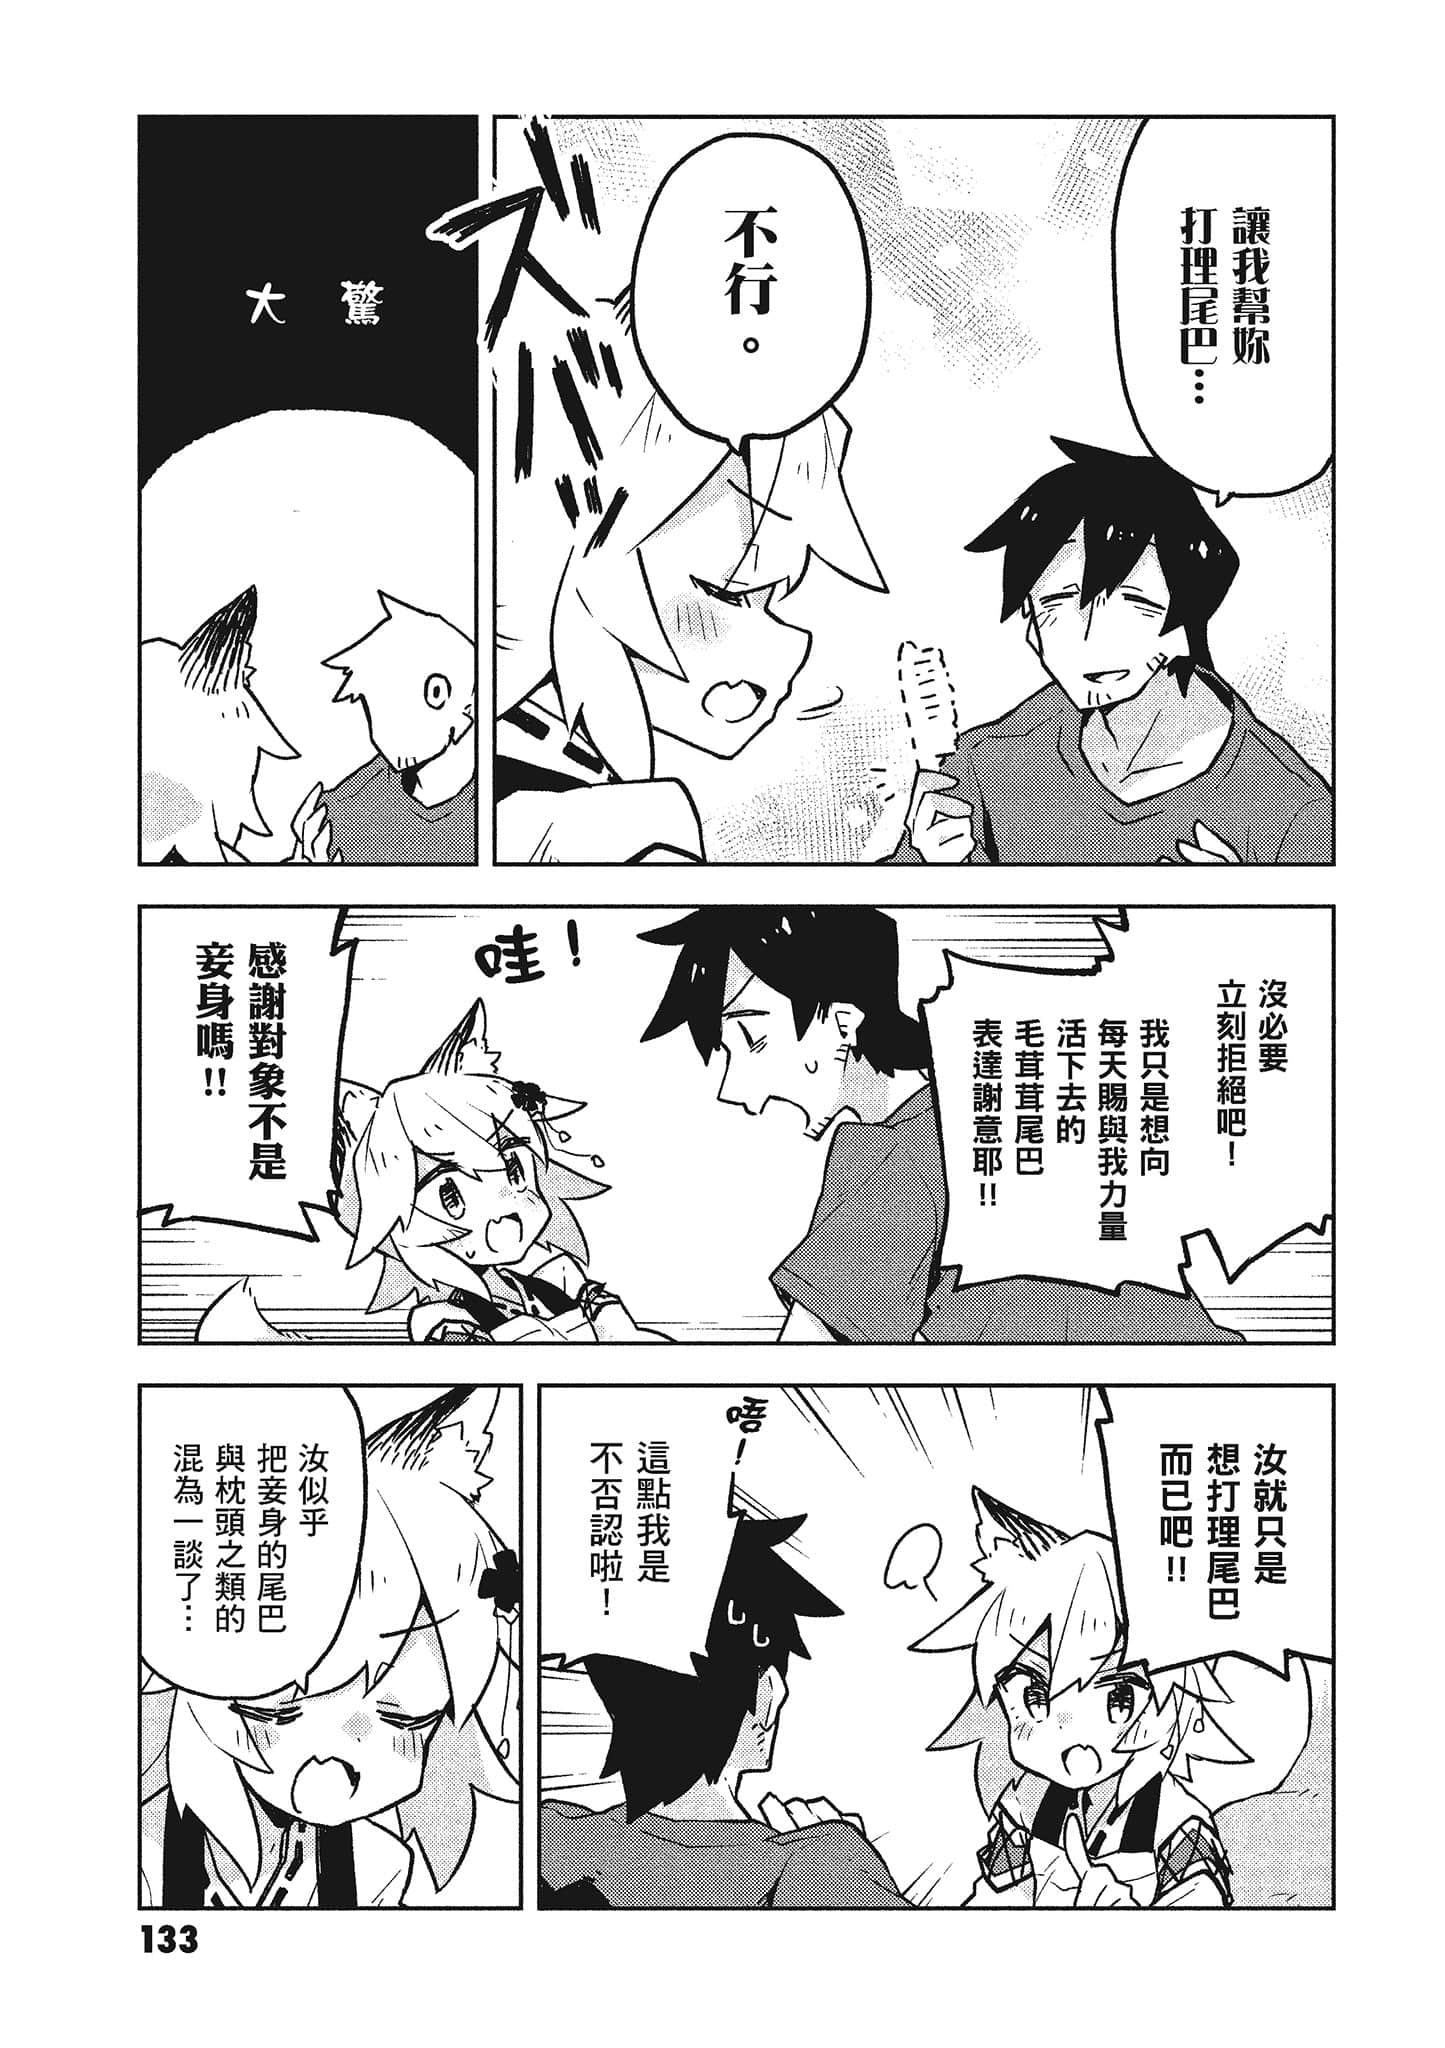 讓我幫妳
打理尾巴…
不行。
ズバーッ
驚
大
沒必要
立刻拒絕吧！
我只是想向
每天賜與我力量
活下去的
毛茸茸尾巴
表達謝意耶!!
哇！
感謝對象不是
妾身嗎!!
汝就只是
想打理尾巴
而已吧!!
唔！
這點我是
不否認啦！
汝似乎
把妾身的尾巴
與枕頭之類的
混為一談了…
133